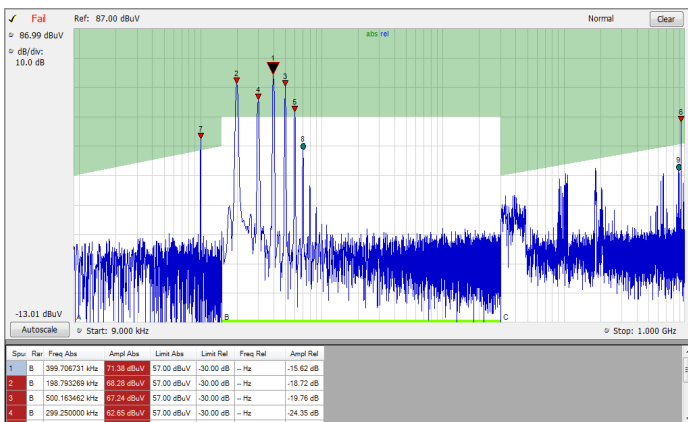 ✓ Fail Ref: 87.00 dBuV Normal Clear
86.99 dBuV abs rel
dB/div:
10.0 dB
1
2
3
4
5
6
7
8
9
-13.01 dBuV A B C
Autoscale Start: 9.000 kHz Stop: 1.000 GHz
Spu Rar Freq Abs Ampl Abs Limit Abs Limit Rel Freq Rel Ampl Rel
1 B 399.706731 kHz 71.38 dBuV 57.00 dBuV -30.00 dB -- Hz -15.62 dB
2 B 198.793269 kHz 68.28 dBuV 57.00 dBuV -30.00 dB -- Hz -18.72 dB
3 B 500.163462 kHz 67.24 dBuV 57.00 dBuV -30.00 dB -- Hz -19.76 dB
4 B 299.250000 kHz 62.65 dBuV 57.00 dBuV -30.00 dB -- Hz -24.35 dB